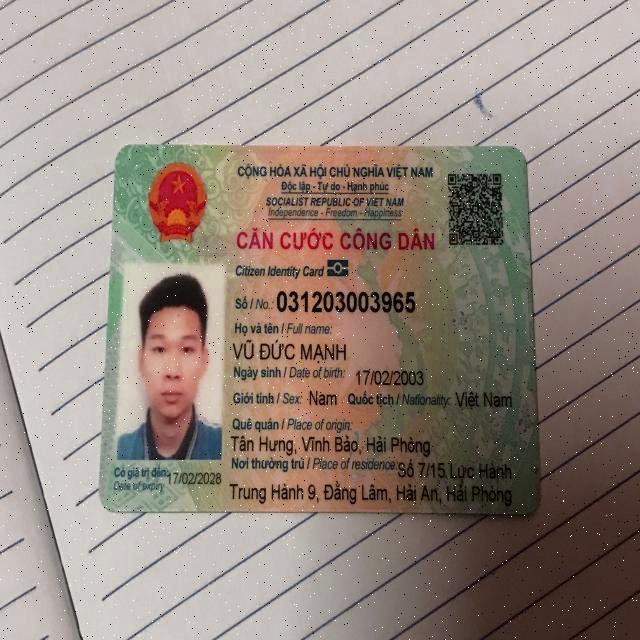 CỘNG HÒA XÃ HỘI CHỦ NGHĨA VIỆT NAM
Độc lập - Tự do - Hạnh phúc
SOCIALIST REPUBLIC OF VIET NAM
Independence - Freedom - Happiness
CĂN CƯỚC CÔNG DÂN
Citizen Identity Card
Số / No.: 031203003965
Họ và tên / Full name:
VŨ ĐỨC MẠNH
Ngày sinh / Date of birth: 17/02/2003
Giới tính / Sex: Nam Quốc tịch / Nationality: Việt Nam
Quê quán / Place of origin:
Tân Hưng, Vĩnh Bảo, Hải Phòng
Nơi thường trú / Place of residence: Số 7/15 Lực Hành
Trung Hành 9, Đằng Lâm, Hải An, Hải Phòng
Có giá trị đến: 17/02/2028
Date of expiry